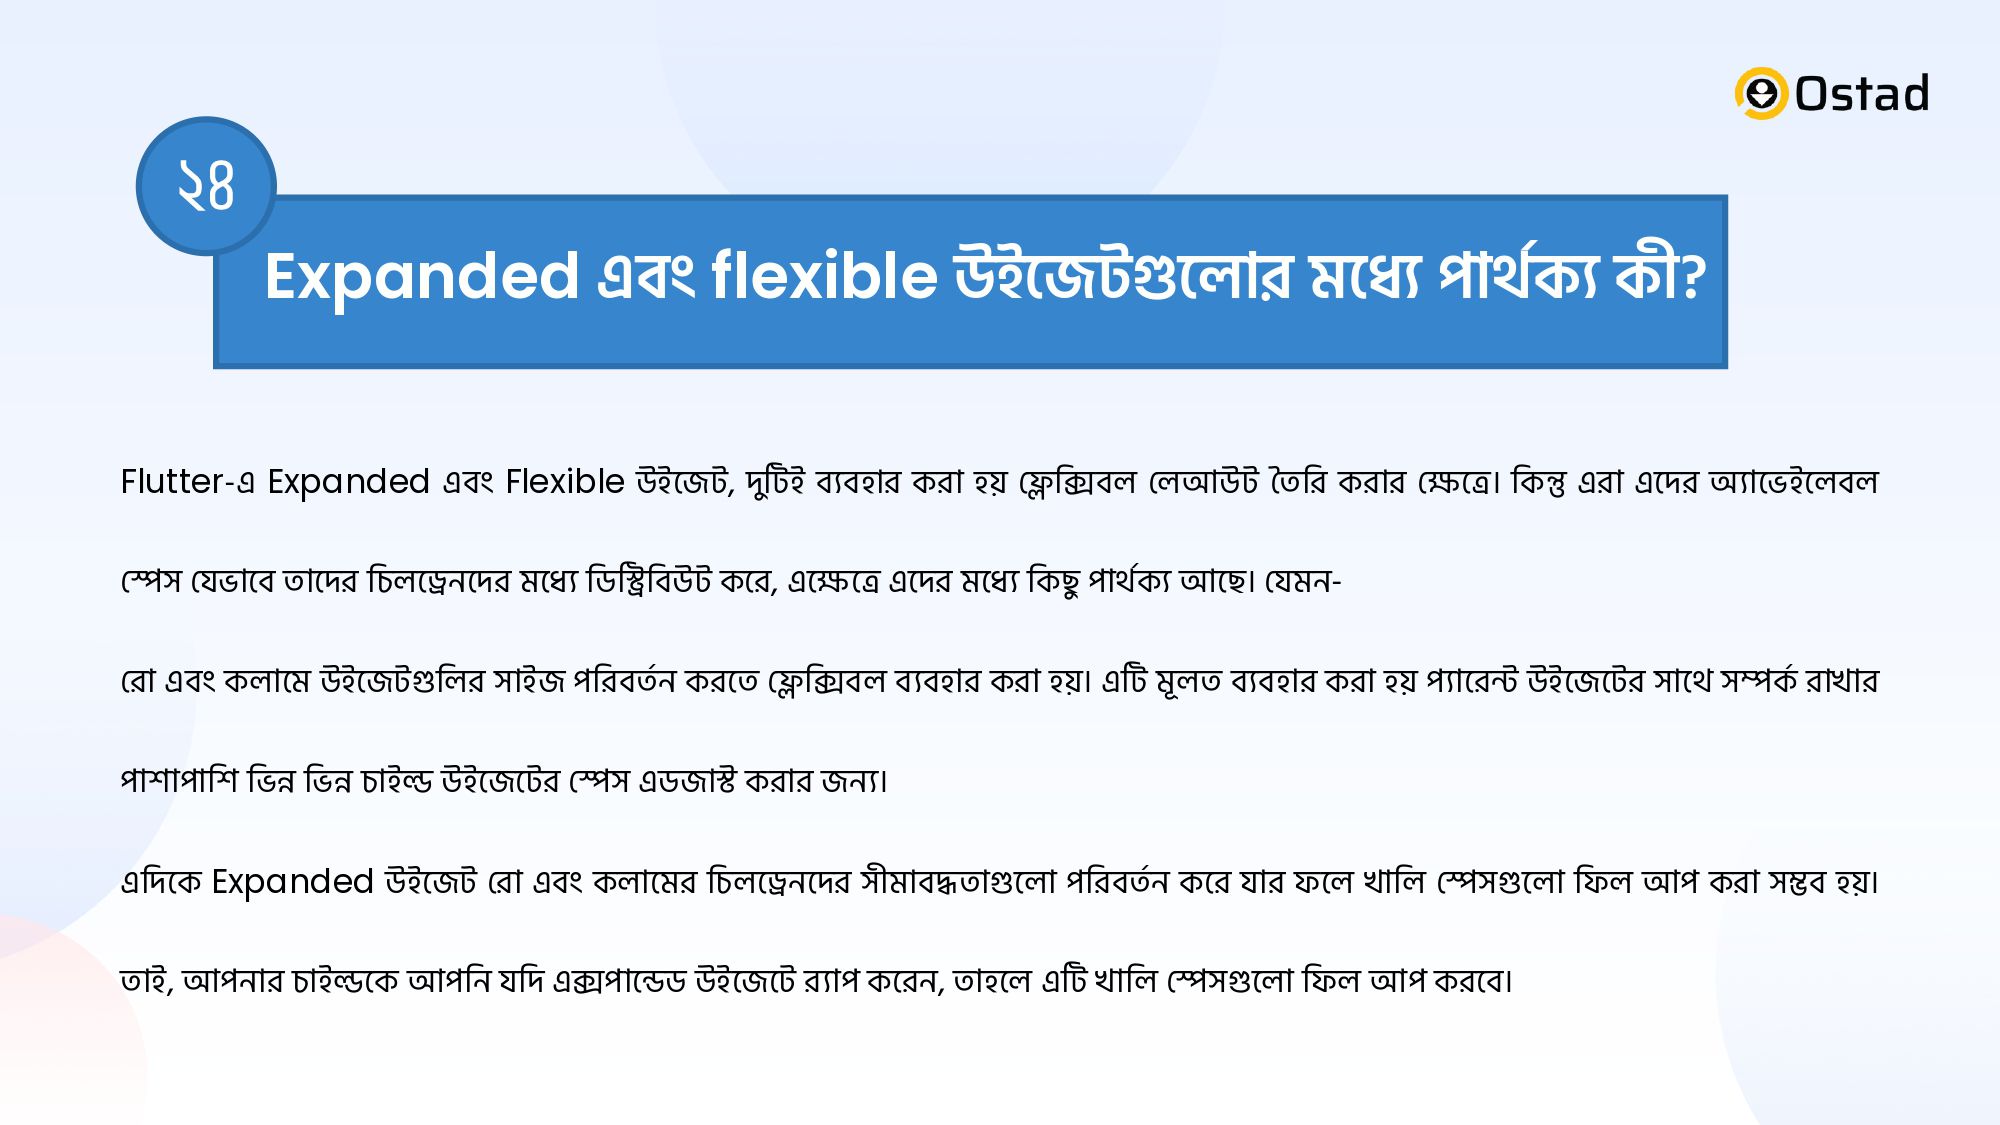 Ostad
২৪
Expanded এবং flexible উইজেটগুলোর মধ্যে পার্থক্য কী?
Flutter-এ Expanded এবং Flexible উইজেট, দুটিই ব্যবহার করা হয় ফ্লেক্সিবল লেআউট তৈরি করার ক্ষেত্রে। কিন্তু এরা এদের অ্যাভেইলেবল
স্পেস যেভাবে তাদের চিলড্রেনদের মধ্যে ডিস্ট্রিবিউট করে, এক্ষেত্রে এদের মধ্যে কিছু পার্থক্য আছে। যেমন-
রো এবং কলামে উইজেটগুলির সাইজ পরিবর্তন করতে ফ্লেক্সিবল ব্যবহার করা হয়। এটি মূলত ব্যবহার করা হয় প্যারেন্ট উইজেটের সাথে সম্পর্ক রাখার
পাশাপাশি ভিন্ন ভিন্ন চাইল্ড উইজেটের স্পেস এডজাস্ট করার জন্য।
এদিকে Expanded উইজেট রো এবং কলামের চিলড্রেনদের সীমাবদ্ধতাগুলো পরিবর্তন করে যার ফলে খালি স্পেসগুলো ফিল আপ করা সম্ভব হয়।
তাই, আপনার চাইল্ডকে আপনি যদি এক্সপান্ডেড উইজেটে র‍্যাপ করেন, তাহলে এটি খালি স্পেসগুলো ফিল আপ করবে।